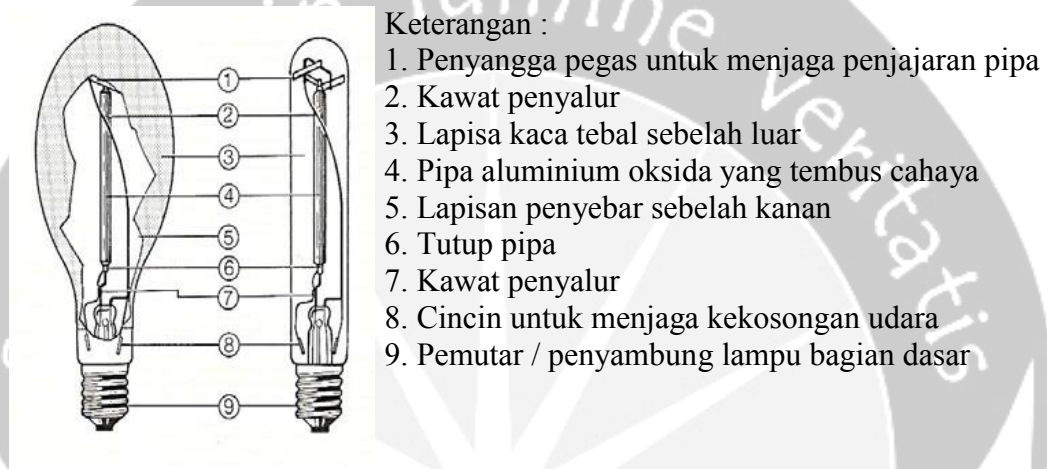 Keterangan :
1. Penyangga pegas untuk menjaga penjajaran pipa
2. Kawat penyalur
3. Lapisa kaca tebal sebelah luar
4. Pipa aluminium oksida yang tembus cahaya
5. Lapisan penyebar sebelah kanan
6. Tutup pipa
7. Kawat penyalur
8. Cincin untuk menjaga kekosongan udara
9. Pemutar / penyambung lampu bagian dasar
1
2
3
4
5
6
7
8
9
veritatis